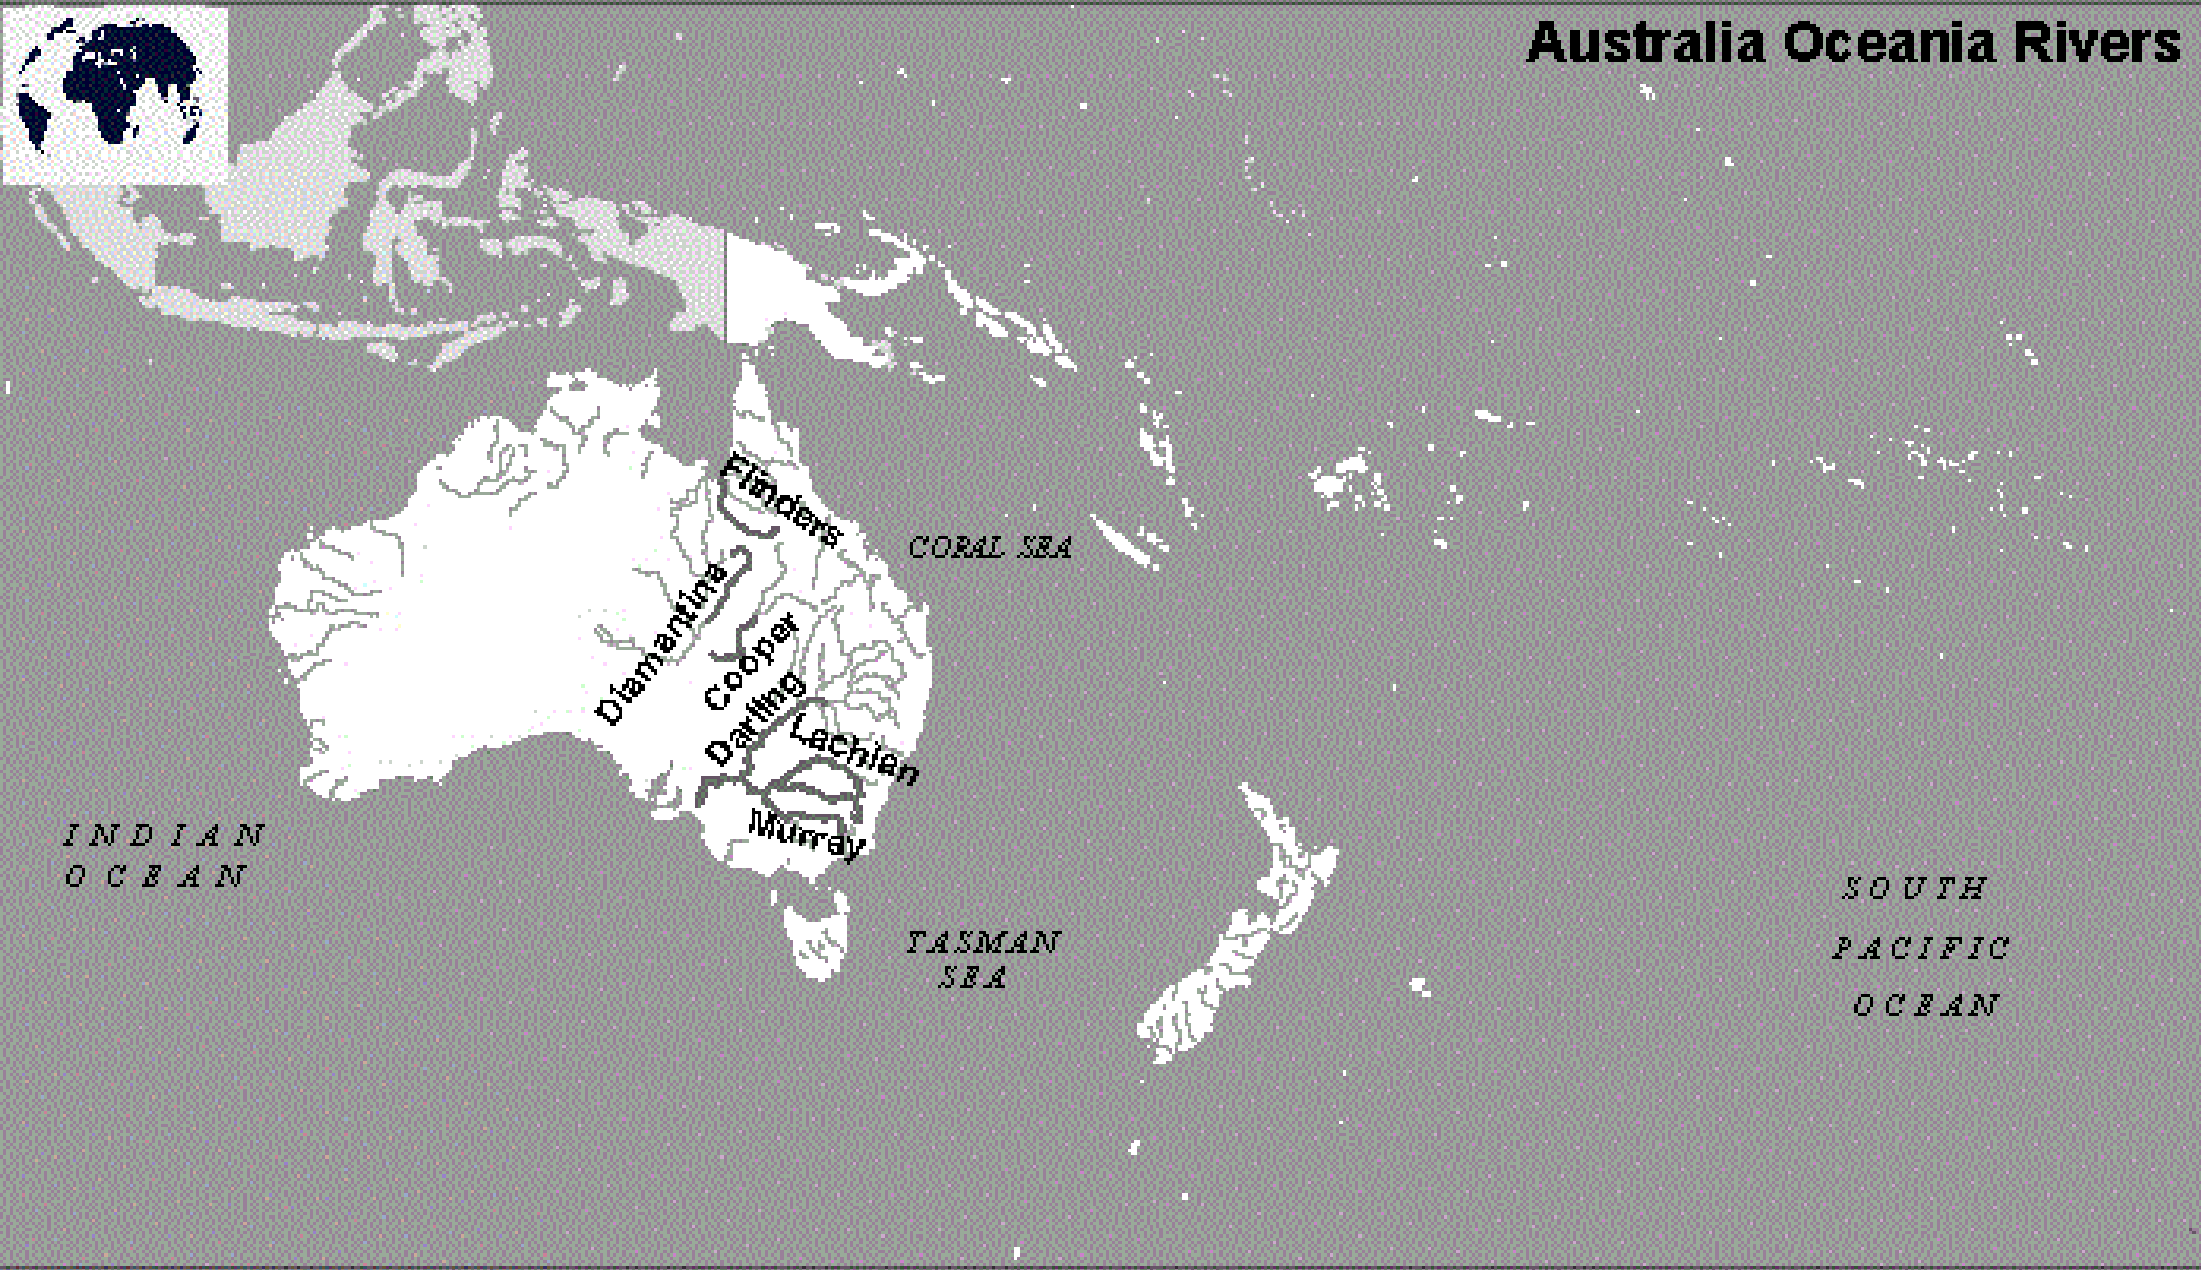 Australia Oceania Rivers
Flinders
CORAL SEA
Diamantina
Cooper
Darling
Lachlan
Murray
INDIAN
OCEAN
SOUTH
PACIFIC
OCEAN
TASMAN
SEA